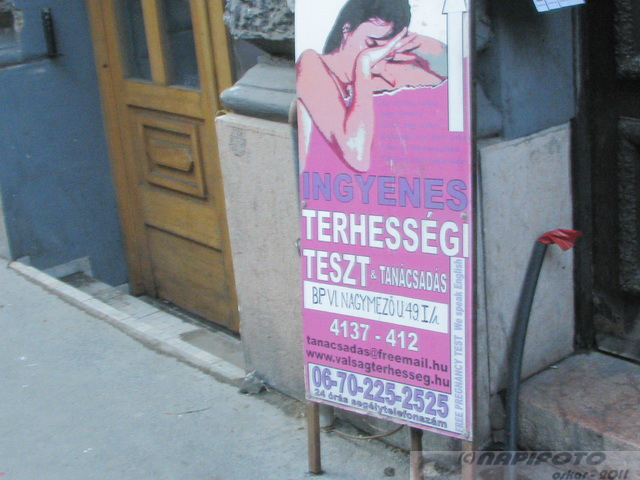 INGYENES
TERHESSÉGI
TESZT & TANÁCSADÁS
BP VI. NAGYMEZŐ U 49 I/1.
4137 - 412
tanacsadas@freemail.hu
www.valsagterhesseg.hu
06-70-225-2525
24 órás segélytelefonszám
FREE PREGNANCY TEST We speak English
©NAPIFOTO
oskar - 2011